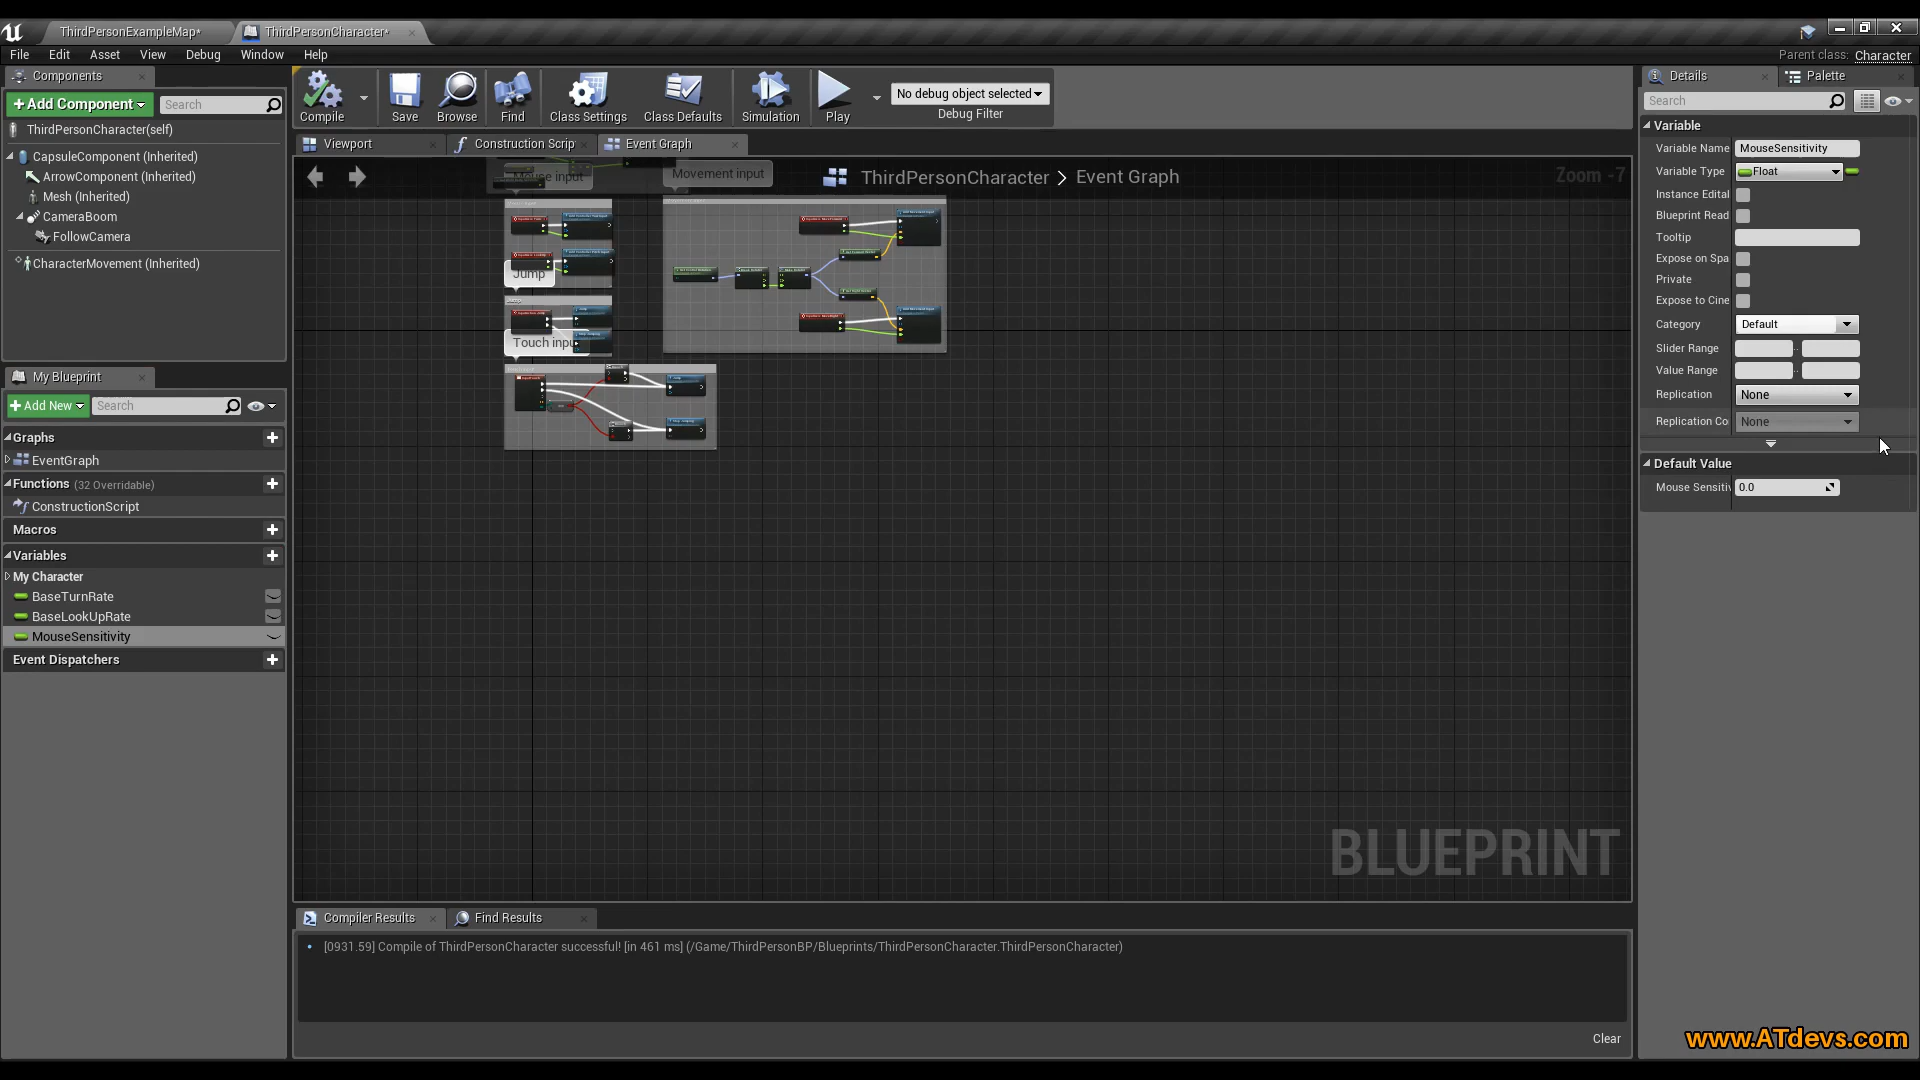 ThirdPersonExampleMap*
ThirdPersonCharacter*
File Edit Asset View Debug Window Help
Parent class: Character
Components
+Add Component
Search
ThirdPersonCharacter(self)
CapsuleComponent (Inherited)
ArrowComponent (Inherited)
Mesh (Inherited)
CameraBoom
FollowCamera
CharacterMovement (Inherited)
My Blueprint
+Add New
Search
Graphs
EventGraph
Functions (32 Overridable)
ConstructionScript
Macros
Variables
My Character
BaseTurnRate
BaseLookUpRate
MouseSensitivity
Event Dispatchers
Compile Save Browse Find Class Settings Class Defaults Simulation Play
No debug object selected
Debug Filter
Viewport
Construction Scrip
Event Graph
ThirdPersonCharacter > Event Graph
Zoom -7
Mouse input
Movement input
Jump
Touch inpu
BLUEPRINT
Compiler Results
Find Results
[0931.59] Compile of ThirdPersonCharacter successful! [in 461 ms] (/Game/ThirdPersonBP/Blueprints/ThirdPersonCharacter.ThirdPersonCharacter)
Clear
Details
Palette
Search
Variable
Variable Name MouseSensitivity
Variable Type Float
Instance Edital
Blueprint Read
Tooltip
Expose on Spa
Private
Expose to Cine
Category Default
Slider Range
Value Range
Replication None
Replication Co None
Default Value
Mouse Sensitiv 0.0
www.ATdevs.com